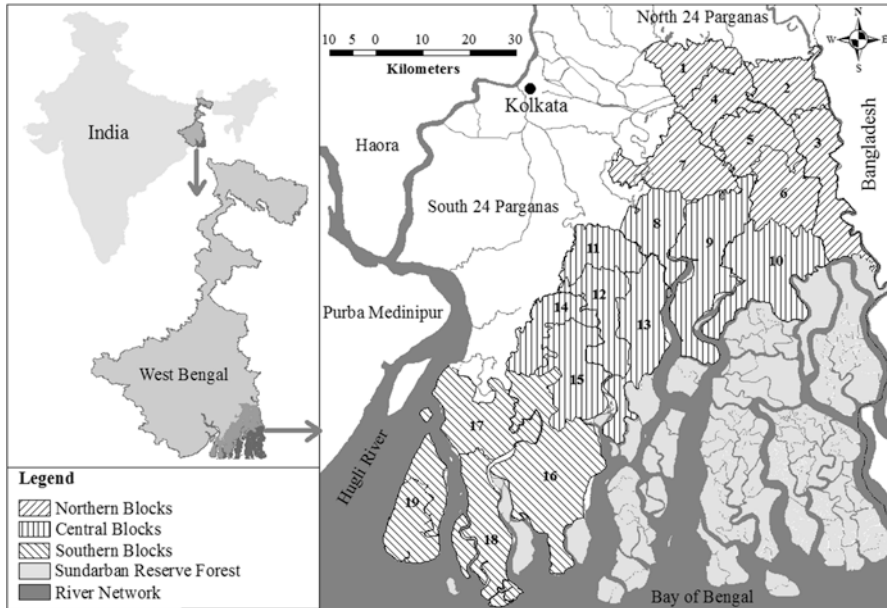 India
West Bengal
Legend
Northern Blocks
Central Blocks
Southern Blocks
Sundarban Reserve Forest
River Network
10 5 0 10 20 30
Kilometers
North 24 Parganas
N
W E
S
Kolkata
Haora
South 24 Parganas
Purba Medinipur
Hugli River
Bangladesh
Bay of Bengal
1
2
3
4
5
6
7
8
9
10
11
12
13
14
15
16
17
18
19